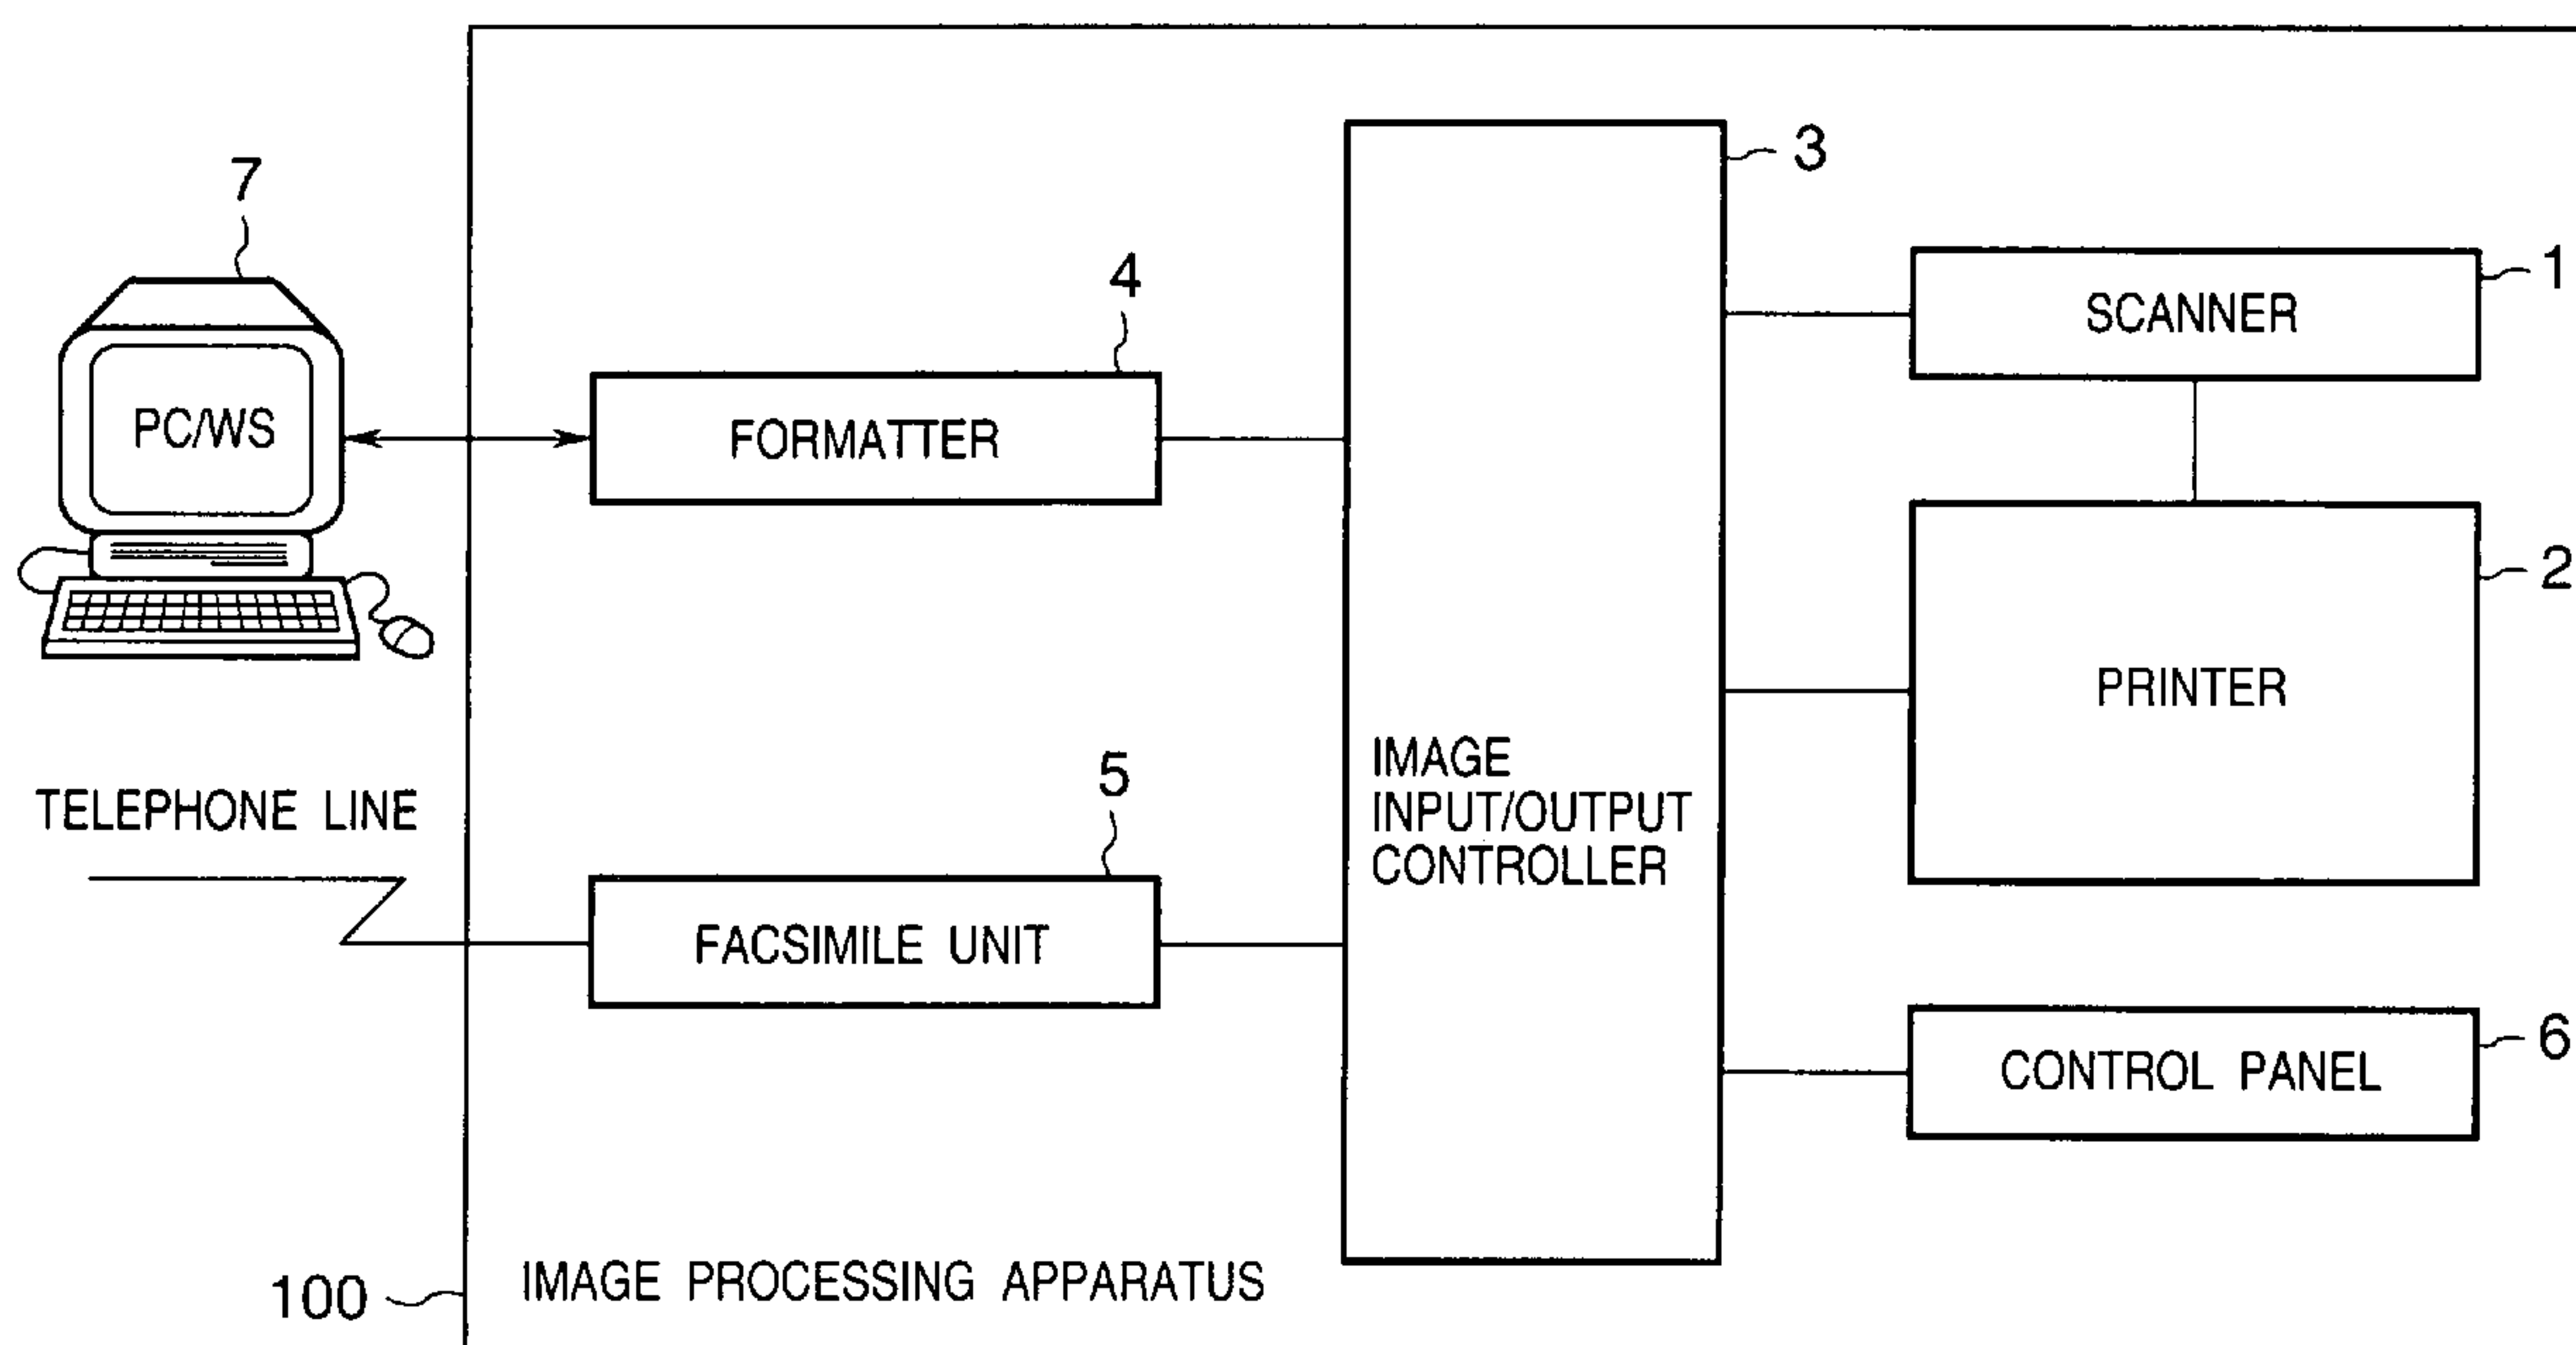 3
7
1
4
SCANNER
PC/WS
FORMATTER
2
PRINTER
IMAGE
INPUT/OUTPUT
CONTROLLER
TELEPHONE LINE
5
FACSIMILE UNIT
6
CONTROL PANEL
100
IMAGE PROCESSING APPARATUS